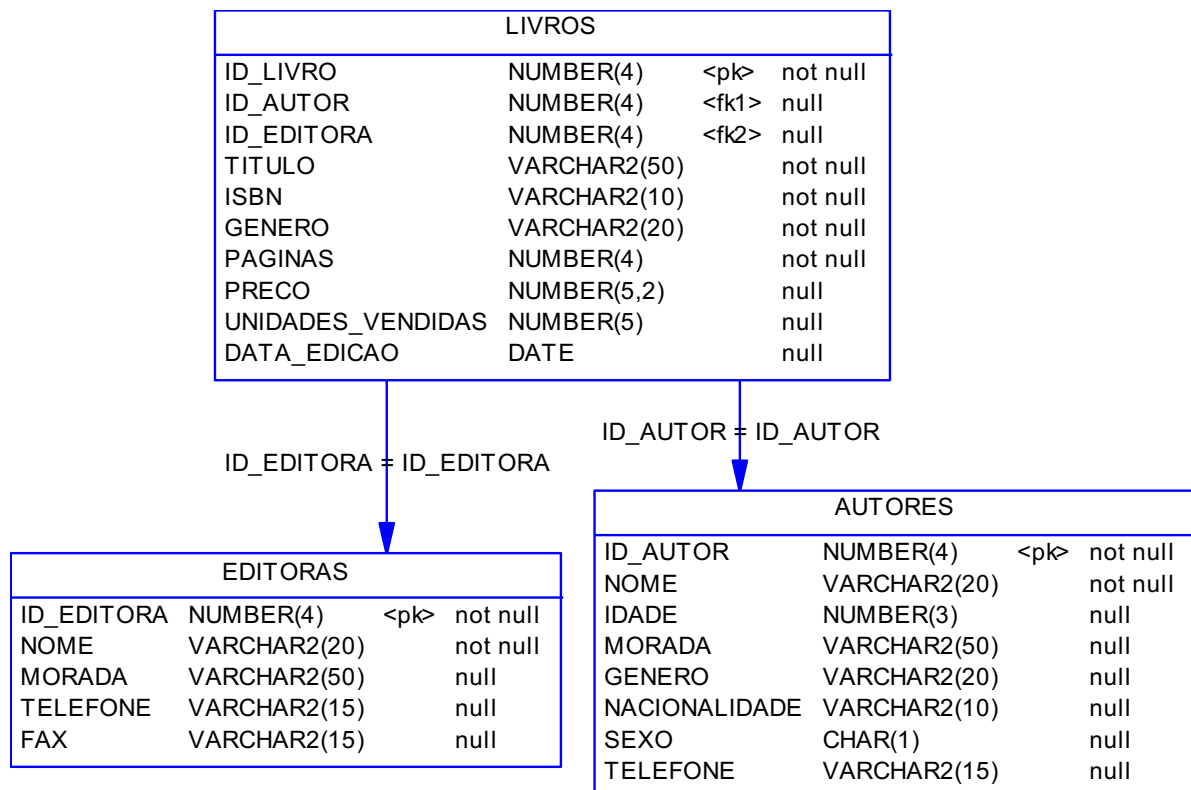 LIVROS
ID_LIVRO NUMBER(4) <pk> not null
ID_AUTOR NUMBER(4) <fk1> null
ID_EDITORA NUMBER(4) <fk2> null
TITULO VARCHAR2(50) not null
ISBN VARCHAR2(10) not null
GENERO VARCHAR2(20) not null
PAGINAS NUMBER(4) not null
PRECO NUMBER(5,2) null
UNIDADES_VENDIDAS NUMBER(5) null
DATA_EDICAO DATE null
ID_AUTOR = ID_AUTOR
ID_EDITORA = ID_EDITORA
EDITORAS
ID_EDITORA NUMBER(4) <pk> not null
NOME VARCHAR2(20) not null
MORADA VARCHAR2(50) null
TELEFONE VARCHAR2(15) null
FAX VARCHAR2(15) null
AUTORES
ID_AUTOR NUMBER(4) <pk> not null
NOME VARCHAR2(20) not null
IDADE NUMBER(3) null
MORADA VARCHAR2(50) null
GENERO VARCHAR2(20) null
NACIONALIDADE VARCHAR2(10) null
SEXO CHAR(1) null
TELEFONE VARCHAR2(15) null